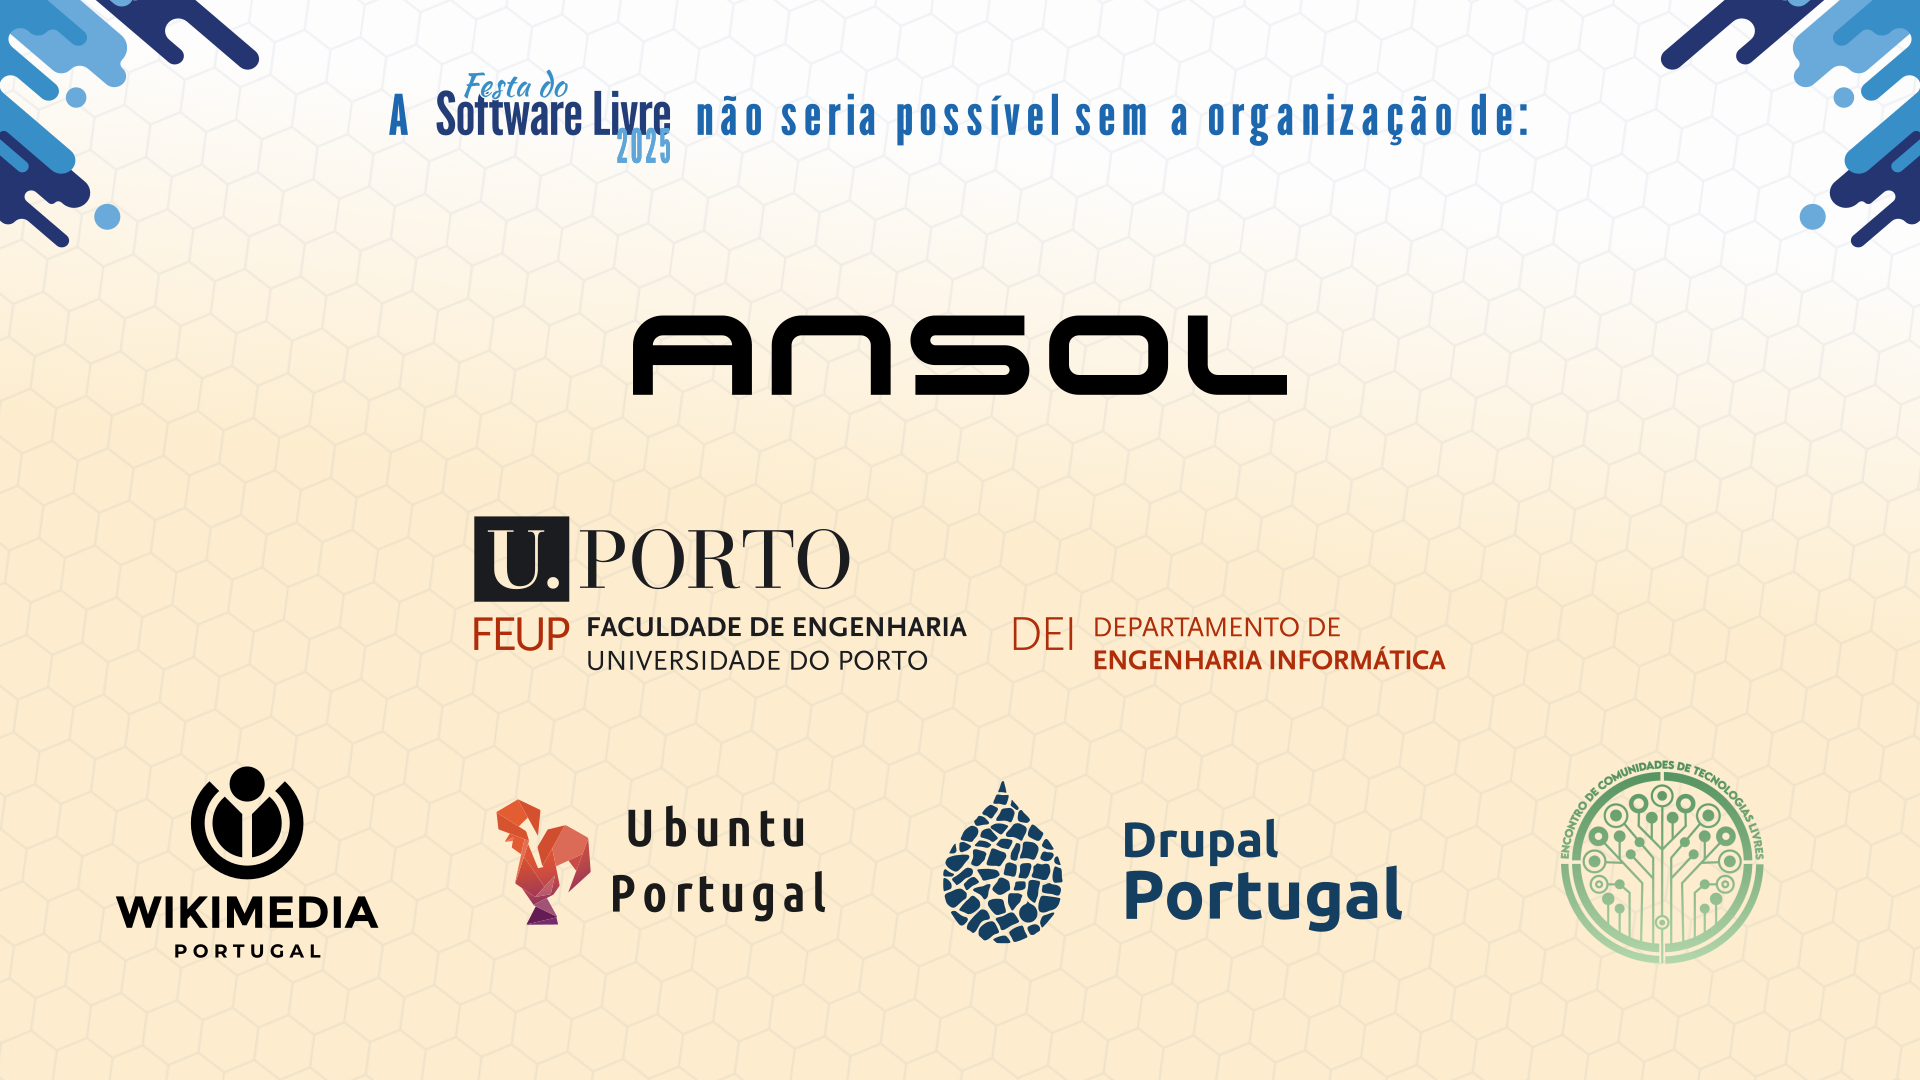 A Festa do Software Livre 2025 não seria possível sem a organização de:
ANSOL
U. PORTO
FEUP FACULDADE DE ENGENHARIA
UNIVERSIDADE DO PORTO
DEI DEPARTAMENTO DE
ENGENHARIA INFORMÁTICA
WIKIMEDIA
PORTUGAL
Ubuntu
Portugal
Drupal
Portugal
ENCONTRO DE COMUNIDADES DE TECNOLOGIAS LIVRES